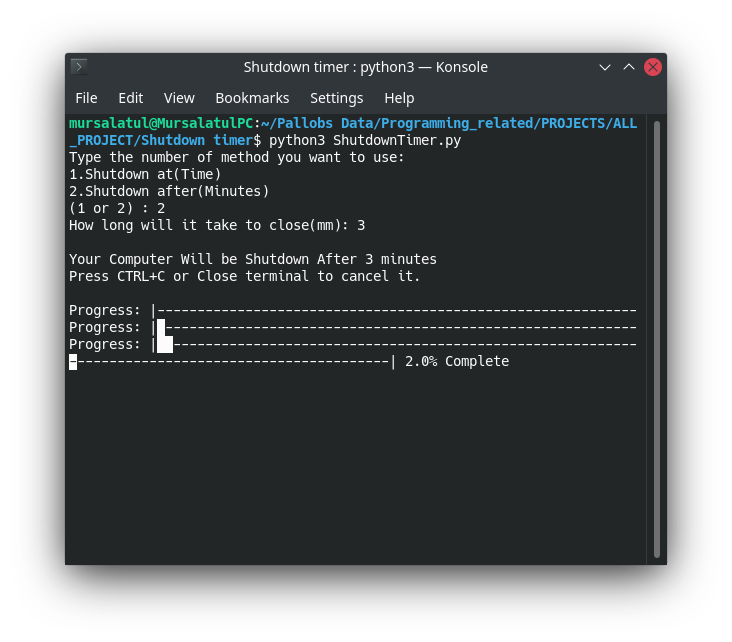 Shutdown timer : python3 — Konsole
File Edit View Bookmarks Settings Help
mursalatul@MursalatulPC:~/Pallobs Data/Programming_related/PROJECTS/ALL
_PROJECT/Shutdown timer$ python3 ShutdownTimer.py
Type the number of method you want to use:
1.Shutdown at(Time)
2.Shutdown after(Minutes)
(1 or 2) : 2
How long will it take to close(mm): 3
Your Computer Will be Shutdown After 3 minutes
Press CTRL+C or Close terminal to cancel it.
Progress: |------------------------------------------------------------
Progress: |█-----------------------------------------------------------
Progress: |██----------------------------------------------------------
----------------------------------------| 2.0% Complete